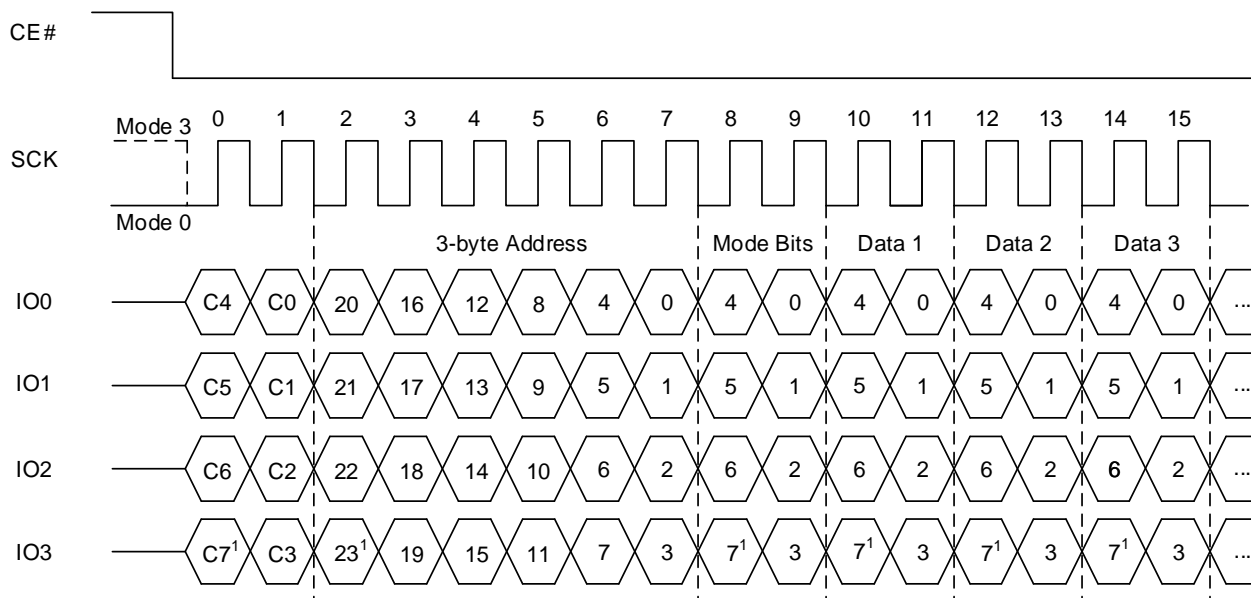 CE#
Mode 3 0 1 2 3 4 5 6 7 8 9 10 11 12 13 14 15
SCK
Mode 0
3-byte Address Mode Bits Data 1 Data 2 Data 3
IO0 C4 C0 20 16 12 8 4 0 4 0 4 0 4 0 4 0 ...
IO1 C5 C1 21 17 13 9 5 1 5 1 5 1 5 1 5 1 ...
IO2 C6 C2 22 18 14 10 6 2 6 2 6 2 6 2 6 2 ...
IO3 C7¹ C3 23¹ 19 15 11 7 3 7¹ 3 7¹ 3 7¹ 3 7¹ 3 ...